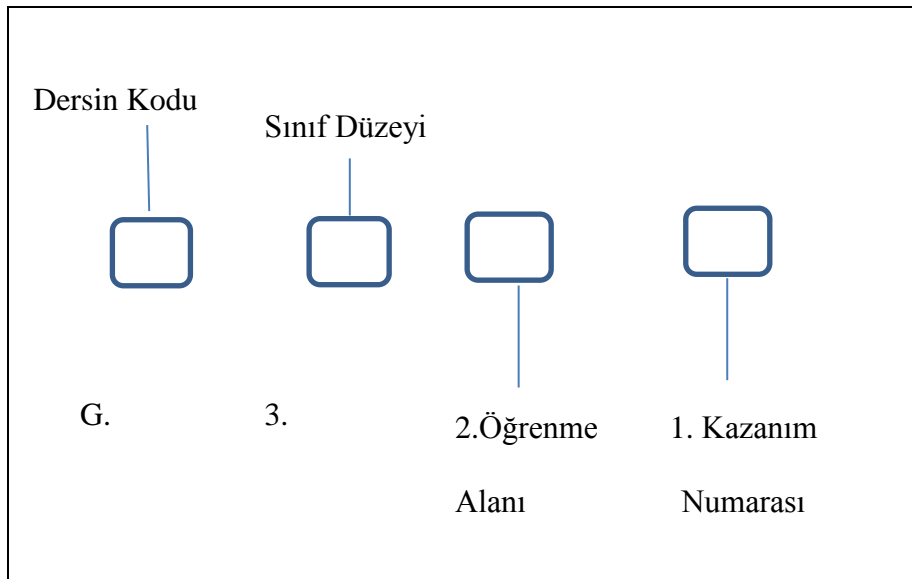 Dersin Kodu
Sınıf Düzeyi
G. 3. 2.Öğrenme 1. Kazanım
Alanı Numarası